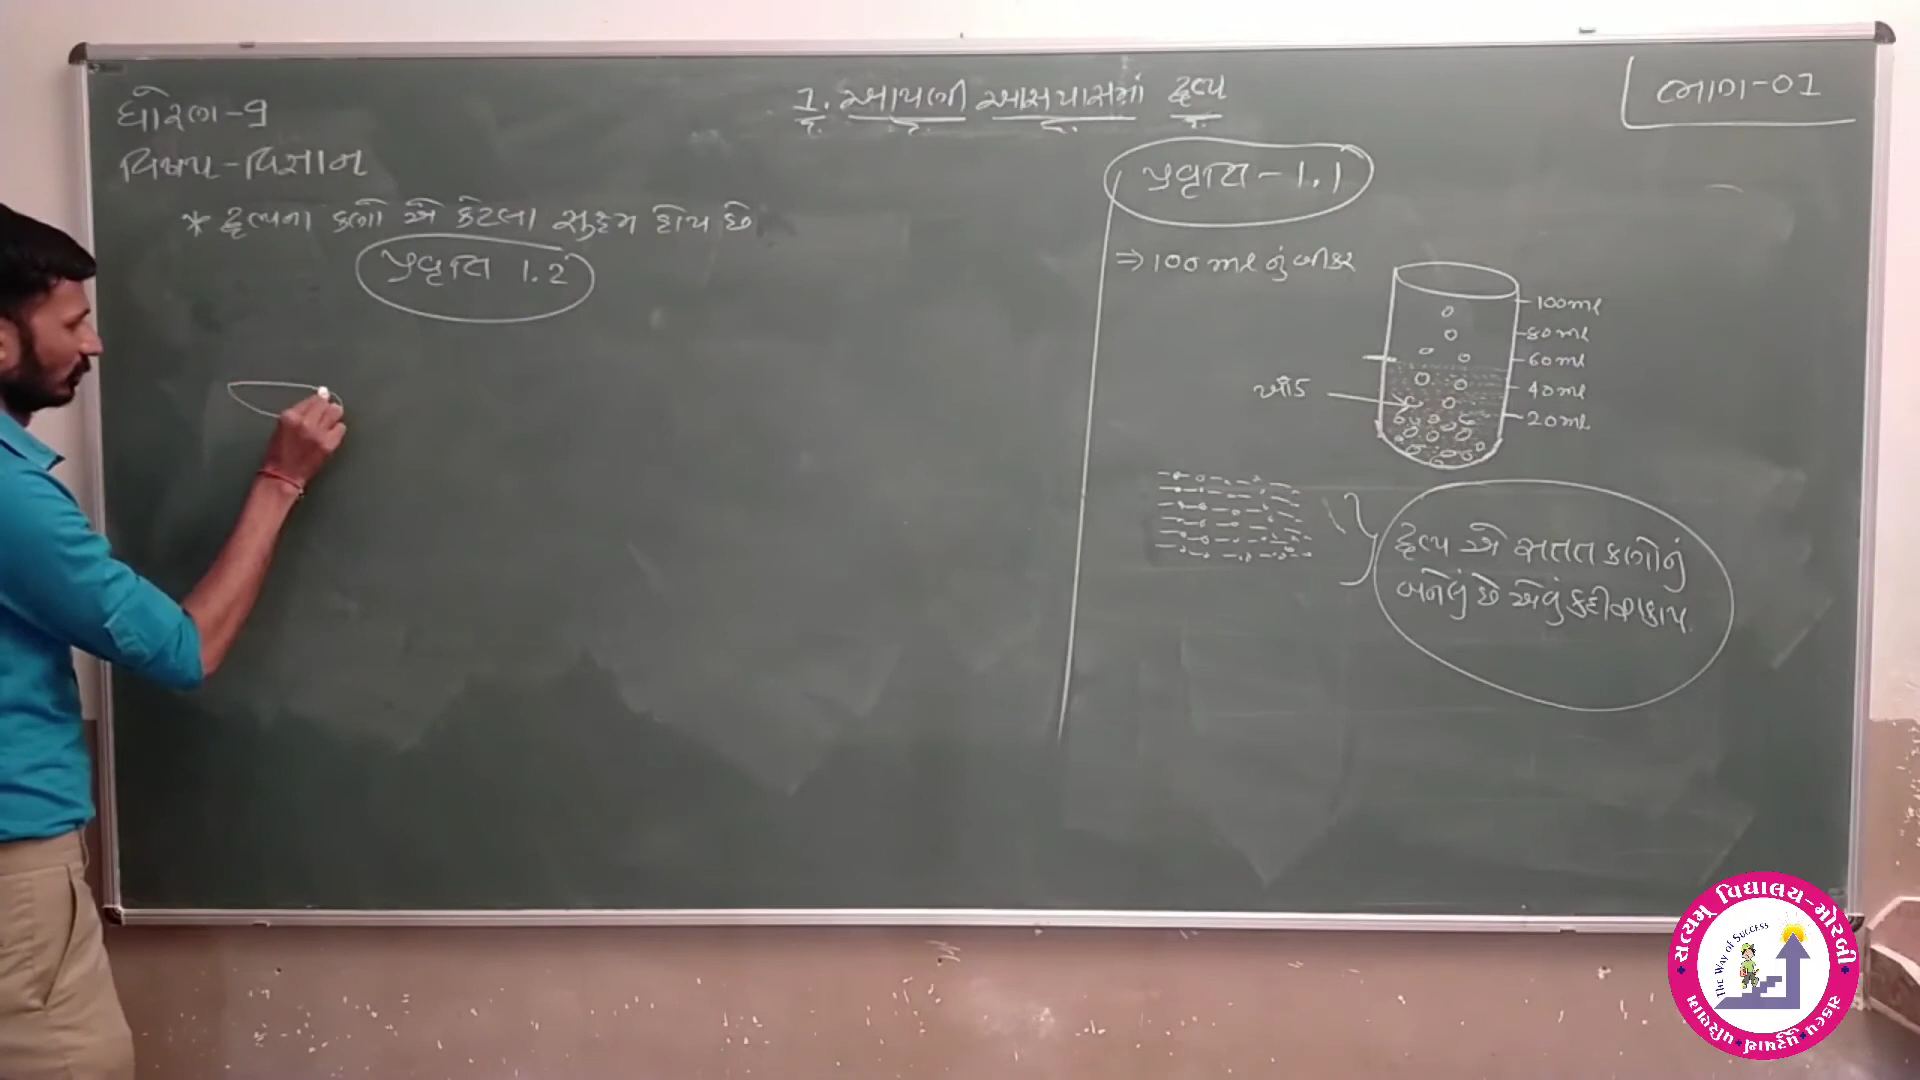 1. આપણી આસપાસમાં દ્રવ્ય
ભાગ-01
ધોરણ-9
વિષય-વિજ્ઞાન
* દ્રવ્યના કણો એ કેટલા સુક્ષ્મ હોય છે
પ્રવૃત્તિ 1.2
પ્રવૃત્તિ - 1.1
⇒ 100 ml નું બીકર
100ml
80ml
60ml
40ml
20ml
ખાઁડ
દ્રવ્ય એ સતત કણોનું
બનેલું છે એવું કહી શકાય.
સત્યમ્ વિદ્યાલય-મોરબી
The Way of Success
સંકલ્પ • પુરૂષાર્થ • પરિણામ